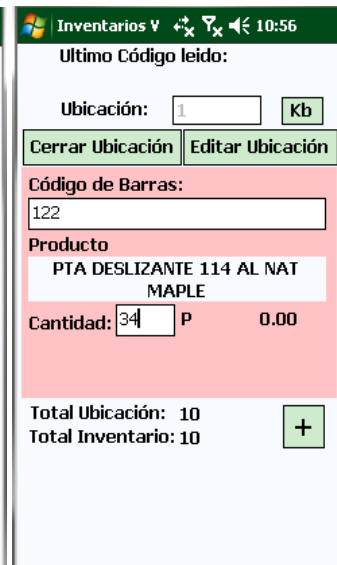 Inventarios V 10:56
Ultimo Código leido:
Ubicación: 1 Kb
Cerrar Ubicación Editar Ubicación
Código de Barras:
122
Producto
PTA DESLIZANTE 114 AL NAT
MAPLE
Cantidad: 34 P 0.00
Total Ubicación: 10
Total Inventario: 10 +